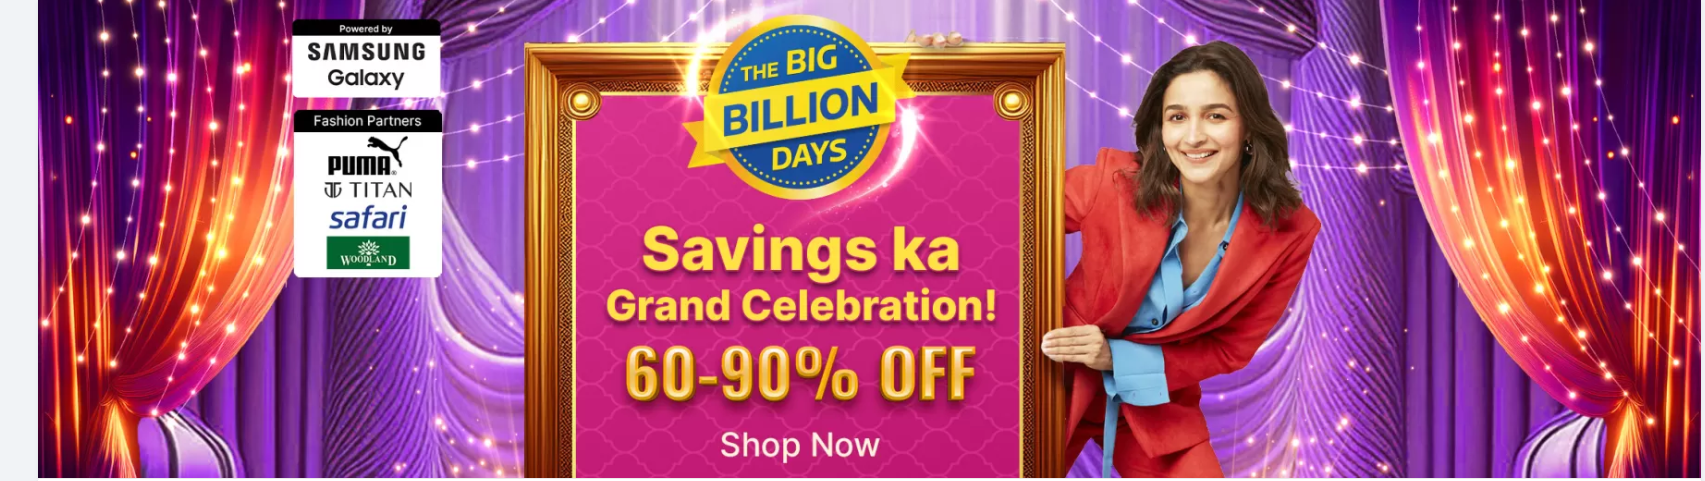 Powered by
SAMSUNG
Galaxy
Fashion Partners
PUMA
TITAN
safari
WOODLAND
THE BIG
BILLION
DAYS
Savings ka
Grand Celebration!
60-90% OFF
Shop Now